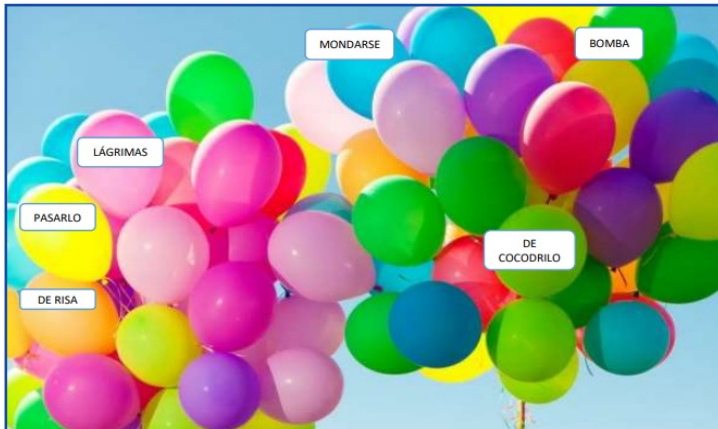 MONDARSE
BOMBA
LÁGRIMAS
PASARLO
DE
COCODRILO
DE RISA